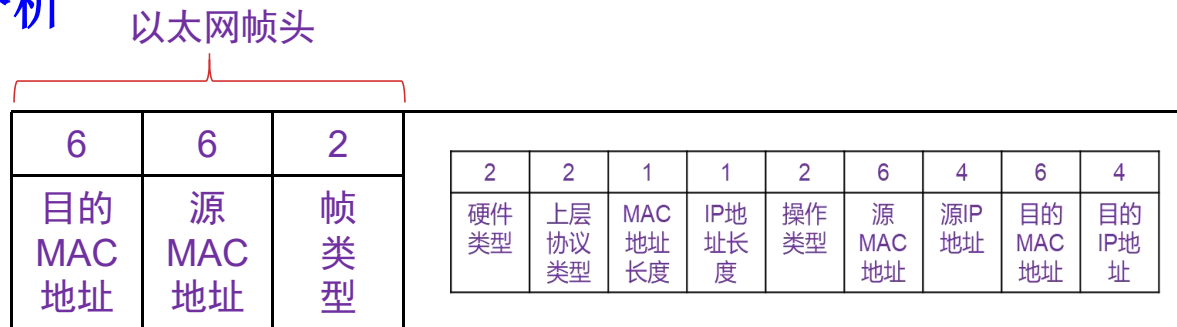 析
以太网帧头
6 6 2
目的 源 帧
MAC MAC 类
地址 地址 型
2 2 1 1 2 6 4 6 4
硬件 上层 MAC IP地 操作 源 源IP 目的 目的
类型 协议 地址 址长 类型 MAC 地址 MAC IP地
类型 长度 度 地址 地址 址